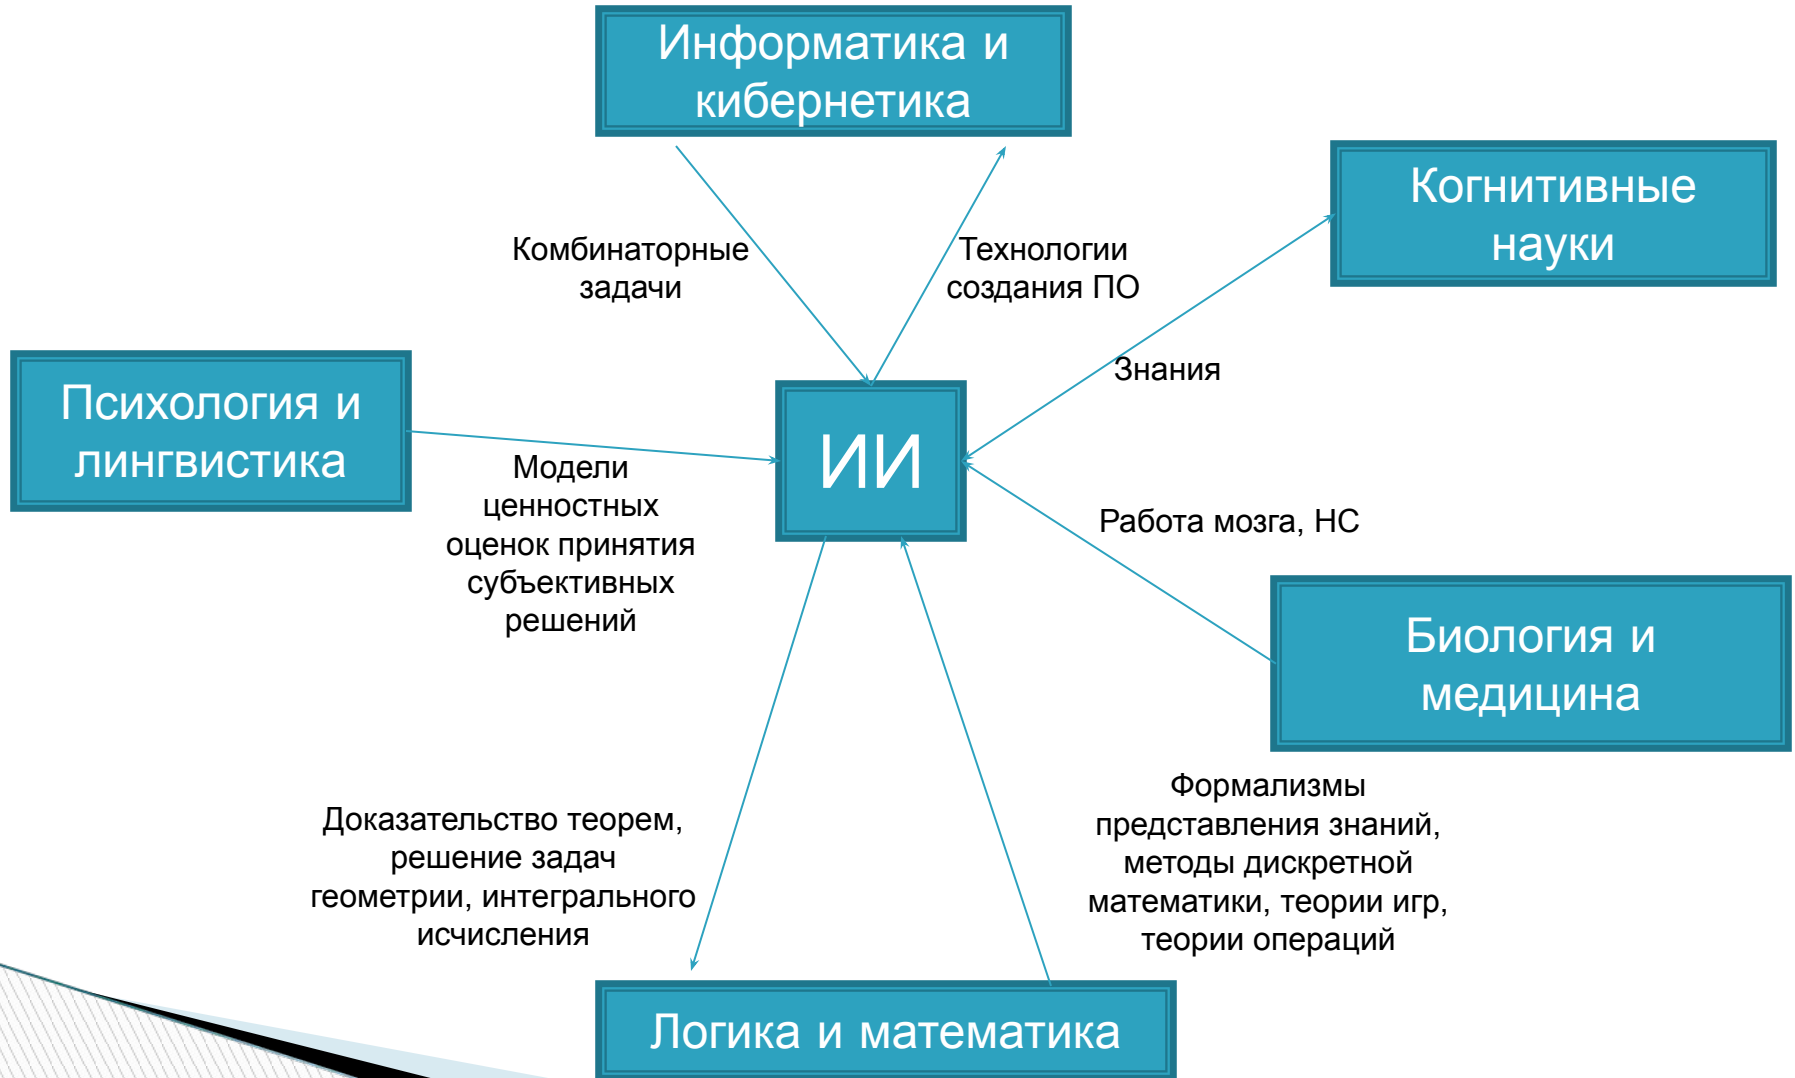 Информатика и
кибернетика
Когнитивные
науки
Комбинаторные
задачи
Технологии
создания ПО
Знания
Психология и
лингвистика
ИИ
Модели
ценностных
оценок принятия
субъективных
решений
Работа мозга, НС
Биология и
медицина
Доказательство теорем,
решение задач
геометрии, интегрального
исчисления
Формализмы
представления знаний,
методы дискретной
математики, теории игр,
теории операций
Логика и математика